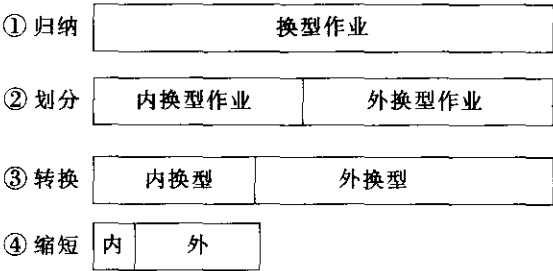 ①归纳 换型作业
②划分 内换型作业 外换型作业
③转换 内换型 外换型
④缩短 内 外